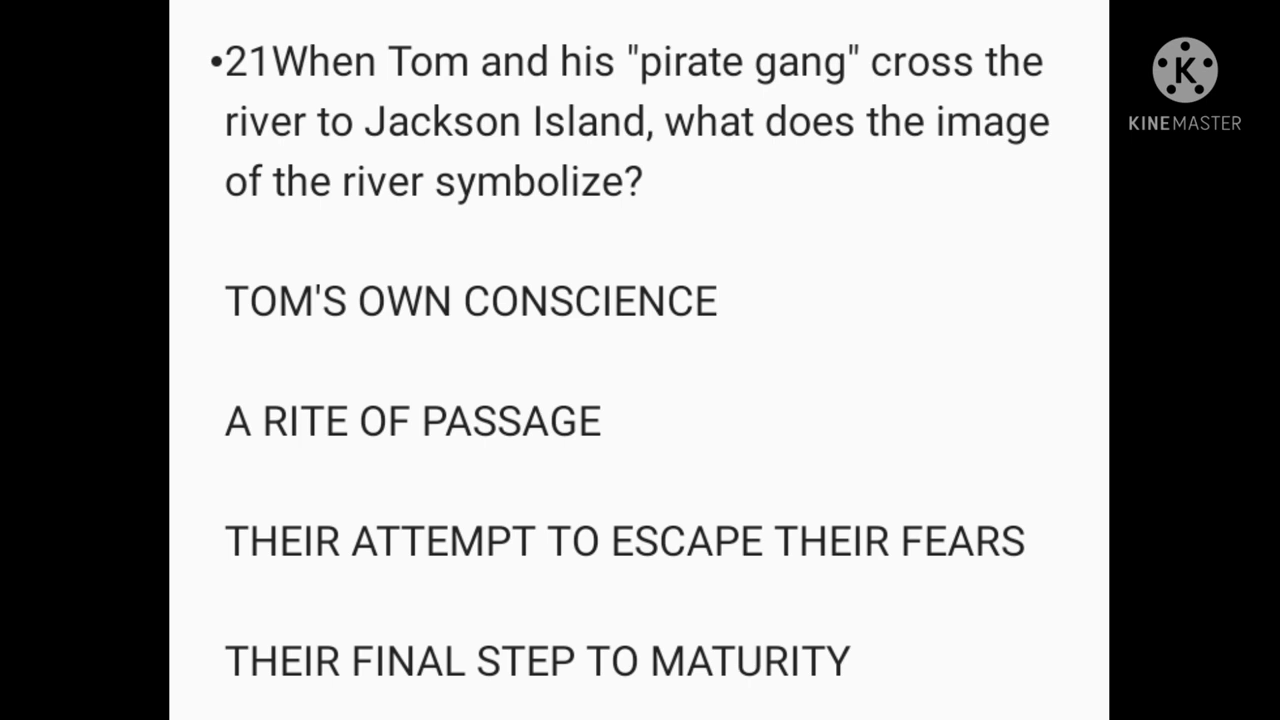 •21When Tom and his "pirate gang" cross the
river to Jackson Island, what does the image
of the river symbolize?
TOM'S OWN CONSCIENCE
A RITE OF PASSAGE
THEIR ATTEMPT TO ESCAPE THEIR FEARS
THEIR FINAL STEP TO MATURITY
K
KINEMASTER